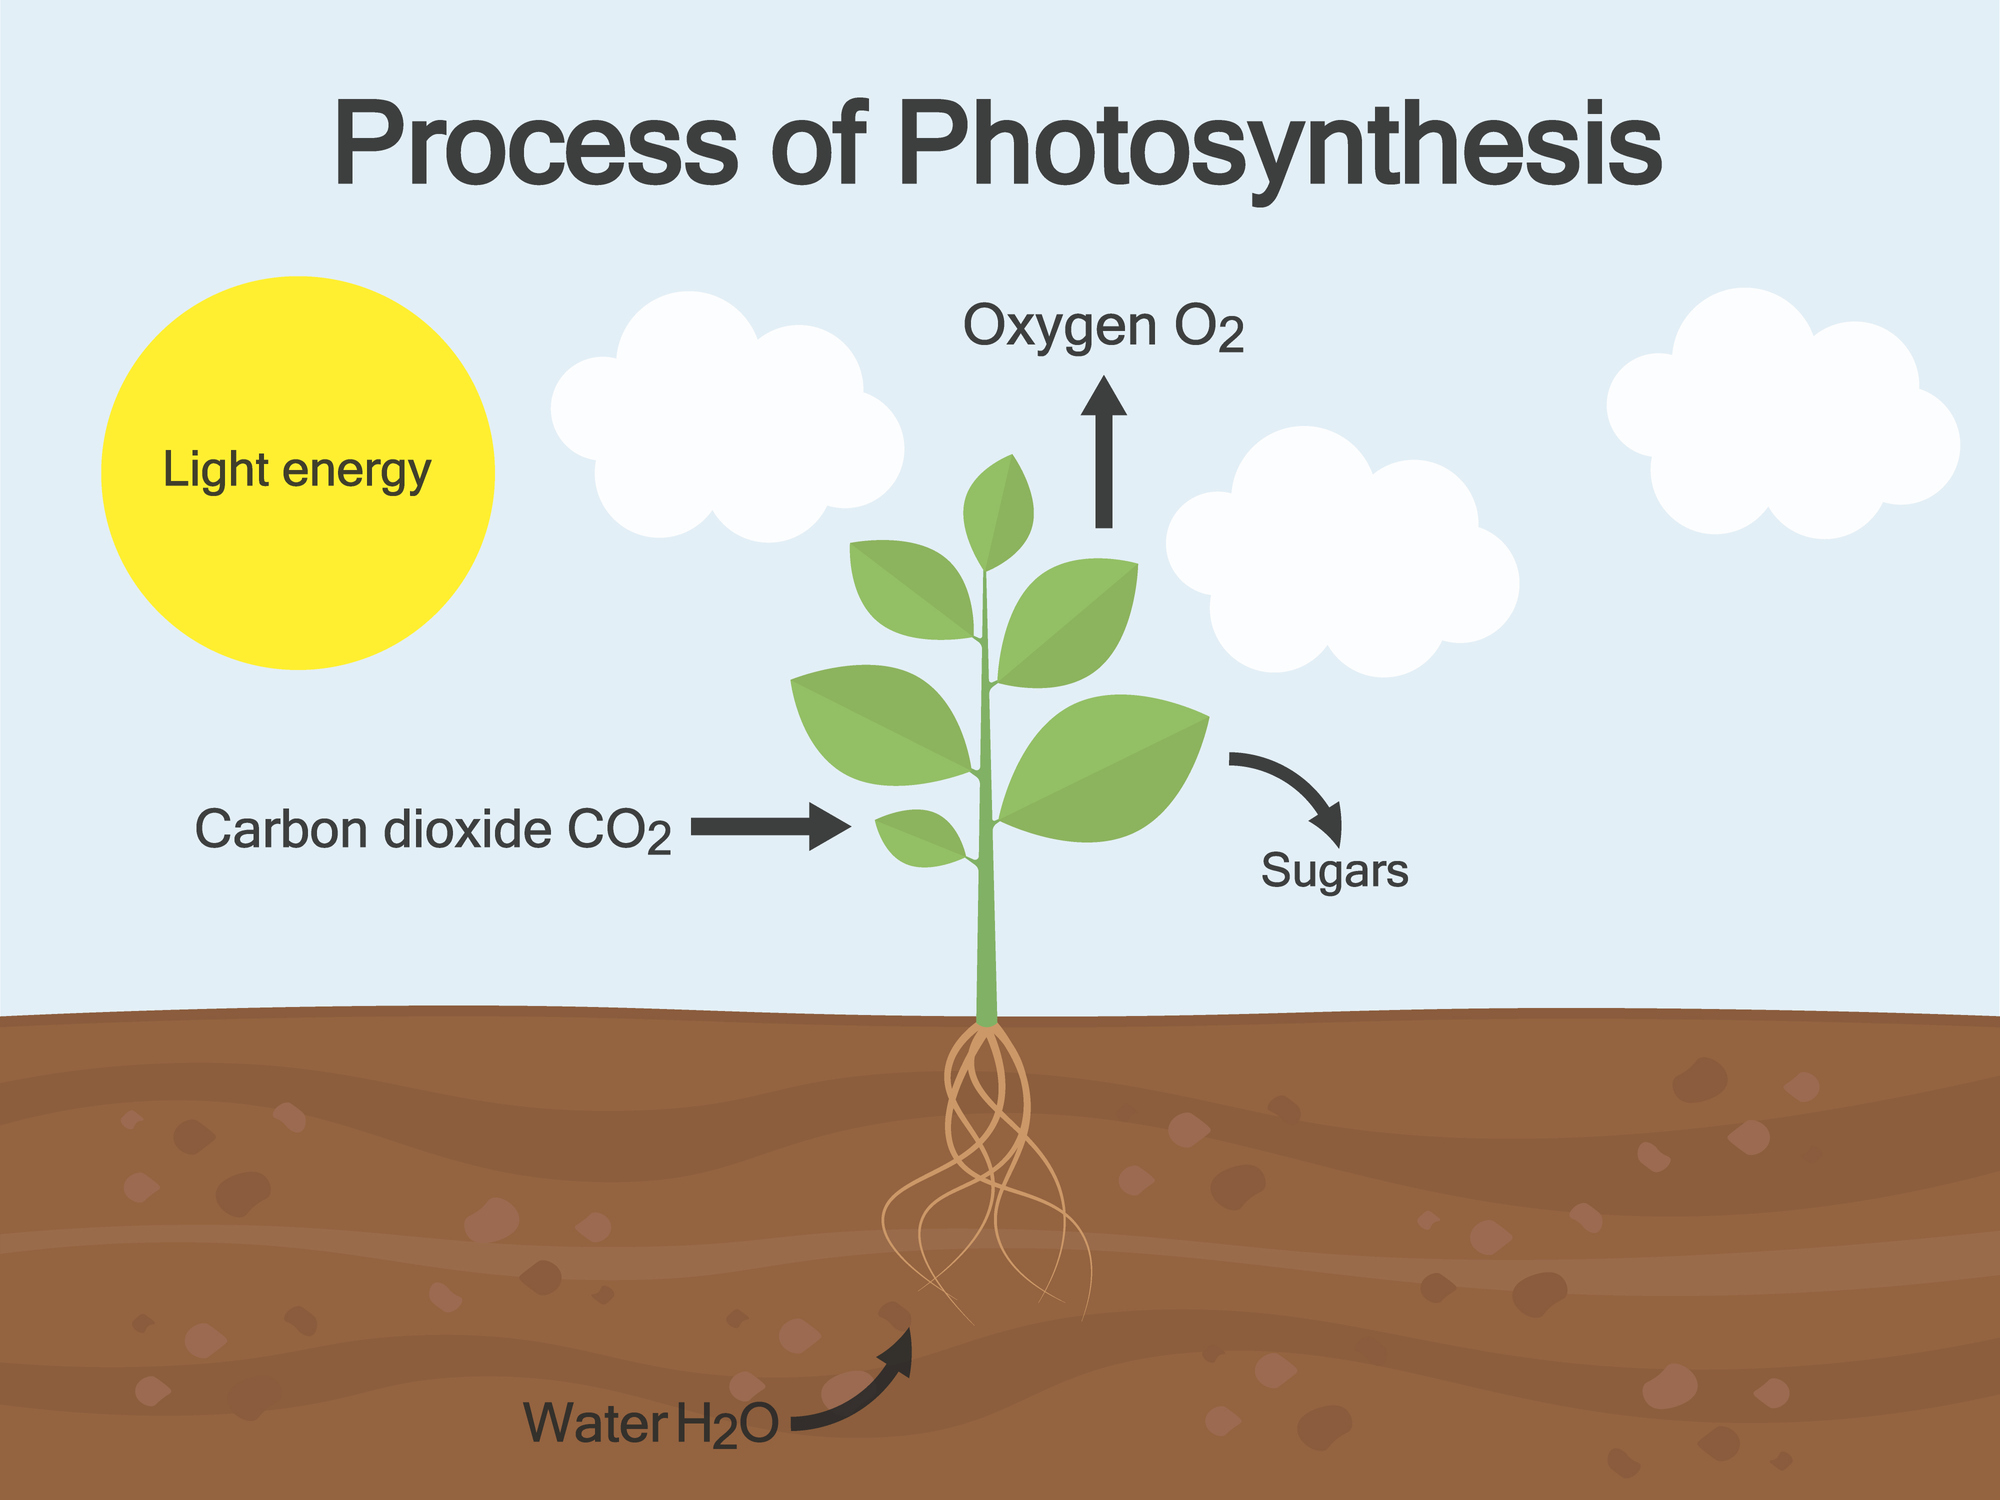 Process of Photosynthesis
Light energy
Oxygen O2
Carbon dioxide CO2
Sugars
Water H2O